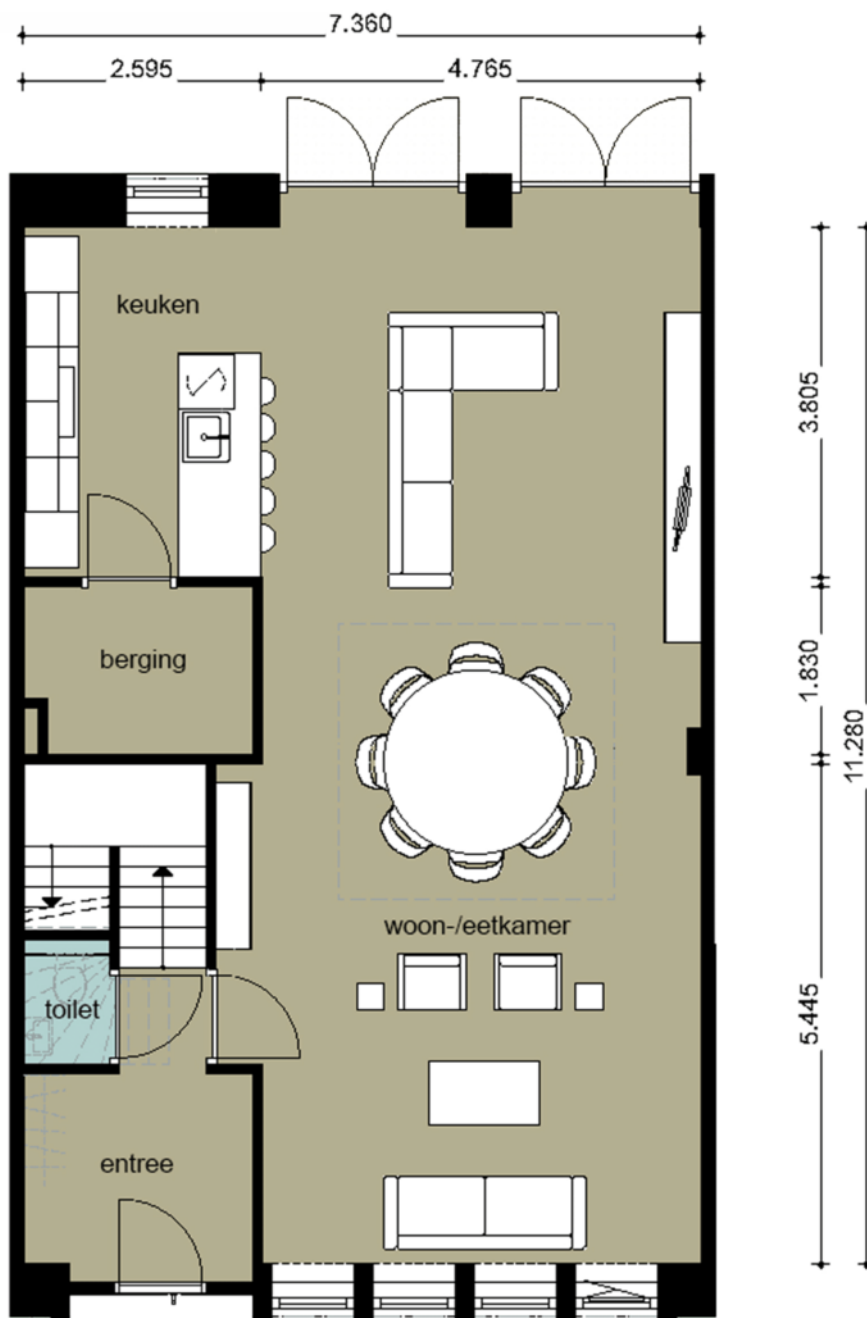 7.360
2.595
4.765
keuken
3.805
berging
1.830
11.280
woon-/eetkamer
toilet
5.445
entree